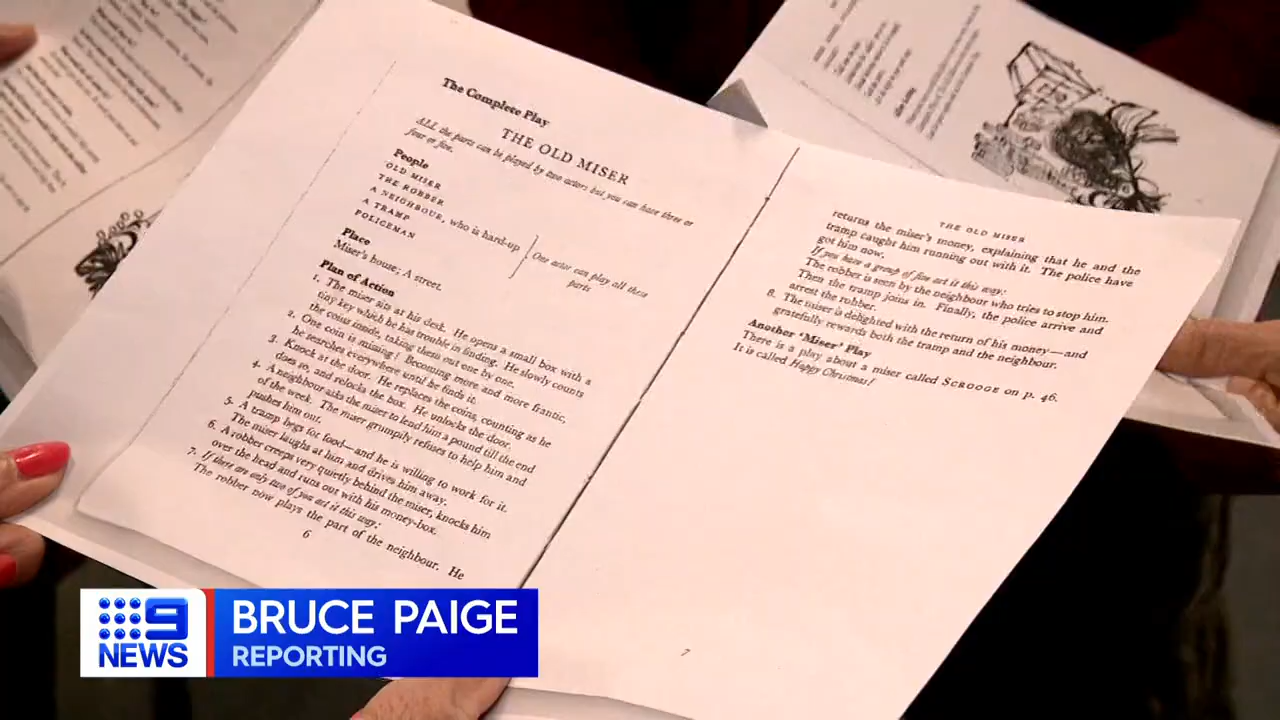 The Complete Play
THE OLD MISER
ALL the parts can be played by two actors but you can have three or
four or five.
People
OLD MISER
THE ROBBER
A NEIGHBOUR, who is hard-up
A TRAMP
POLICEMAN
One actor can play all these
parts
Place
Miser's house; A street.
Plan of Action
1. The miser sits at his desk. He opens a small box with a
tiny key which he has trouble in finding. He slowly counts
the coins inside, taking them out one by one.
2. One coin is missing! Becoming more and more frantic,
he searches everywhere until he finds it.
3. Knock at the door. He replaces the coins, counting as he
does so, and relocks the box. He unlocks the door.
4. A neighbour asks the miser to lend him a pound till the end
of the week. The miser grumpily refuses to help him and
pushes him out.
5. A tramp begs for food—and he is willing to work for it.
The miser laughs at him and drives him away.
6. A robber creeps very quietly behind the miser, knocks him
over the head and runs out with his money-box.
7. If there are only two of you act it this way:
The robber now plays the part of the neighbour. He
6
THE OLD MISER
returns the miser's money, explaining that he and the
tramp caught him running out with it. The police have
got him now.
If you have a group of five act it this way:
The robber is seen by the neighbour who tries to stop him.
Then the tramp joins in. Finally, the police arrive and
arrest the robber.
8. The miser is delighted with the return of his money—and
gratefully rewards both the tramp and the neighbour.
Another 'Miser' Play
There is a play about a miser called SCROOGE on p. 46.
It is called Happy Christmas!
7
9
NEWS
BRUCE PAIGE
REPORTING